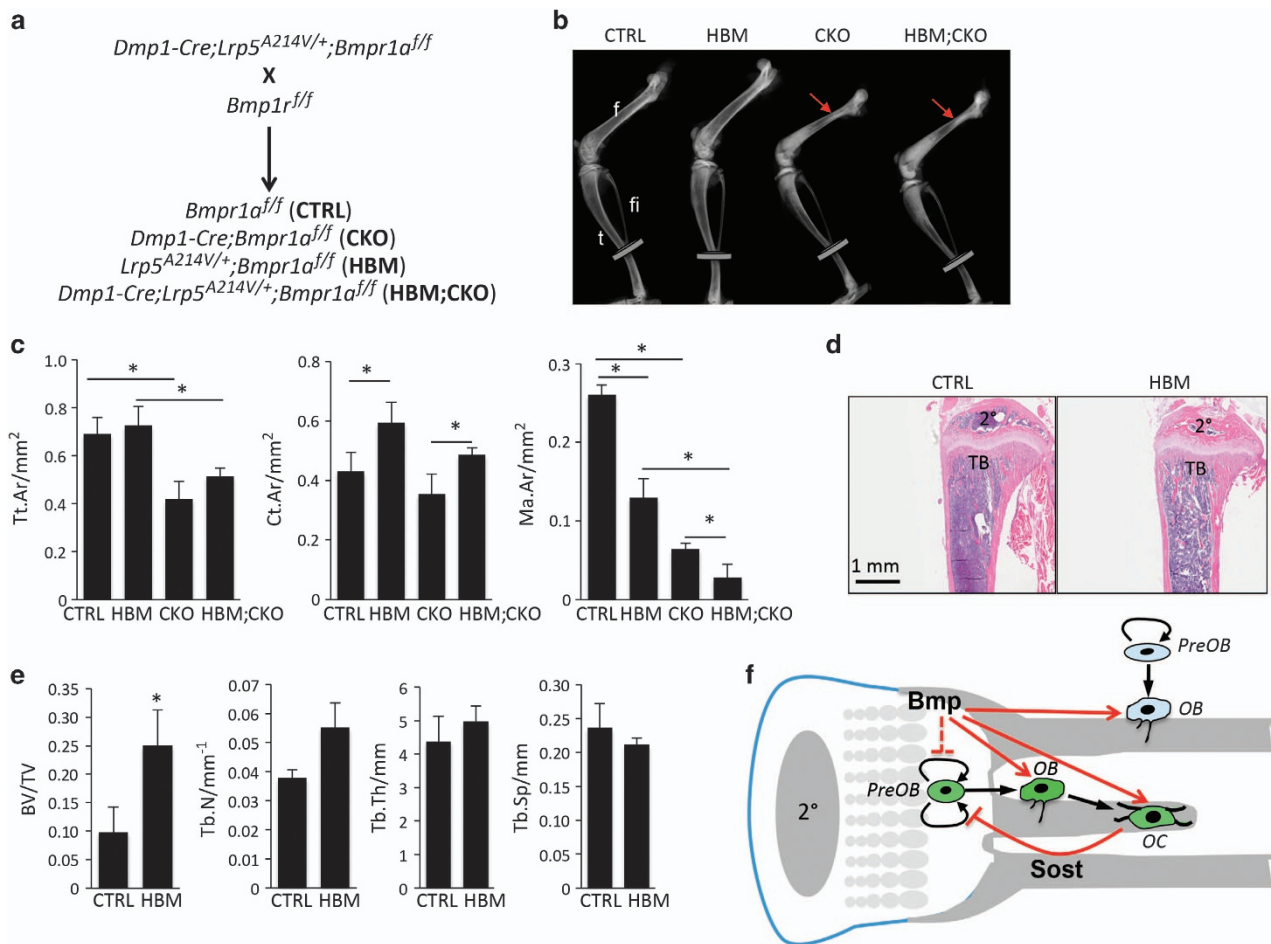 a
Dmp1-Cre;Lrp5A214V/+;Bmpr1af/f
X
Bmp1rf/f
Bmpr1af/f (CTRL)
Dmp1-Cre;Bmpr1af/f (CKO)
Lrp5A214V/+;Bmpr1af/f (HBM)
Dmp1-Cre;Lrp5A214V/+;Bmpr1af/f (HBM;CKO)
b
CTRL HBM CKO HBM;CKO
f
fi
t
c
Tt.Ar/mm2
1.0
0.8
0.6
0.4
0.2
0
* *
CTRL HBM CKO HBM;CKO
Ct.Ar/mm2
0.8
0.6
0.4
0.2
0
* *
CTRL HBM CKO HBM;CKO
Ma.Ar/mm2
0.3
0.2
0.1
0
* * * *
CTRL HBM CKO HBM;CKO
d
CTRL HBM
2° 2°
TB TB
1 mm
e
BV/TV
0.35
0.30
0.25
0.20
0.15
0.10
0.05
0.00
*
CTRL HBM
Tb.N/mm-1
0.07
0.06
0.05
0.04
0.03
0.02
0.01
0.00
CTRL HBM
Tb.Th/mm
6
5
4
3
2
1
0
CTRL HBM
Tb.Sp/mm
0.30
0.25
0.20
0.15
0.10
0.05
0.00
CTRL HBM
f
PreOB
Bmp
OB
OB
PreOB
2°
OC
Sost